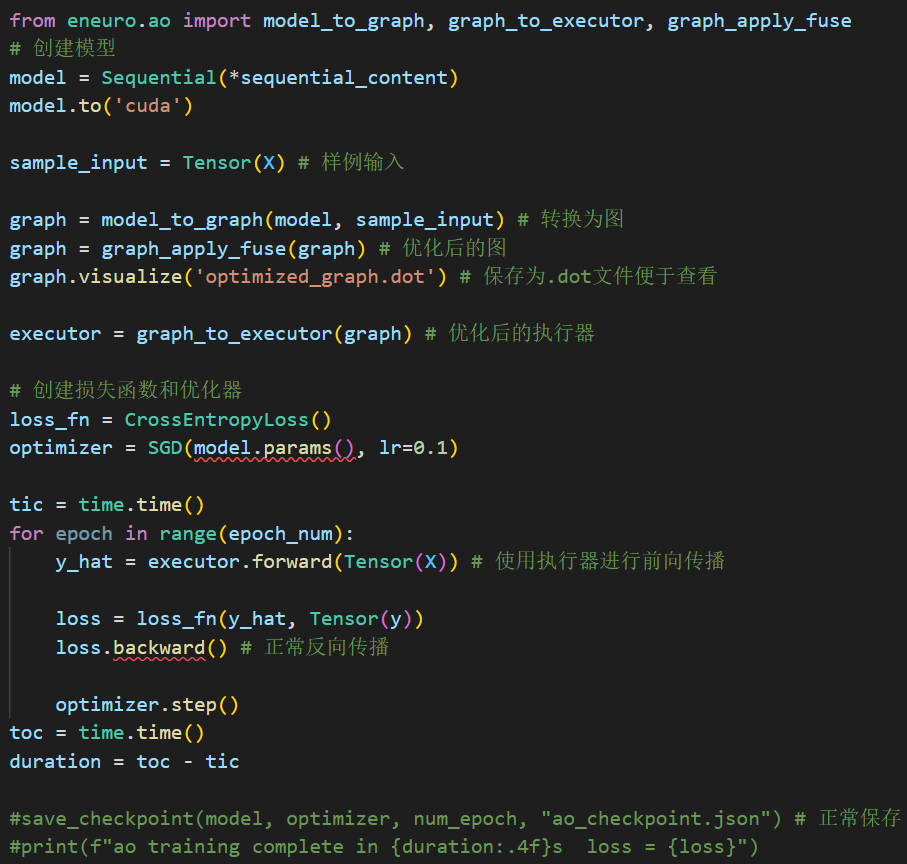 from eneuro.ao import model_to_graph, graph_to_executor, graph_apply_fuse
# 创建模型
model = Sequential(*sequential_content)
model.to('cuda')
sample_input = Tensor(X) # 样例输入
graph = model_to_graph(model, sample_input) # 转换为图
graph = graph_apply_fuse(graph) # 优化后的图
graph.visualize('optimized_graph.dot') # 保存为.dot文件便于查看
executor = graph_to_executor(graph) # 优化后的执行器
# 创建损失函数和优化器
loss_fn = CrossEntropyLoss()
optimizer = SGD(model.params(), lr=0.1)
tic = time.time()
for epoch in range(epoch_num):
    y_hat = executor.forward(Tensor(X)) # 使用执行器进行前向传播
    loss = loss_fn(y_hat, Tensor(y))
    loss.backward() # 正常反向传播
    optimizer.step()
toc = time.time()
duration = toc - tic
#save_checkpoint(model, optimizer, num_epoch, "ao_checkpoint.json") # 正常保存
#print(f"ao training complete in {duration:.4f}s  loss = {loss}")